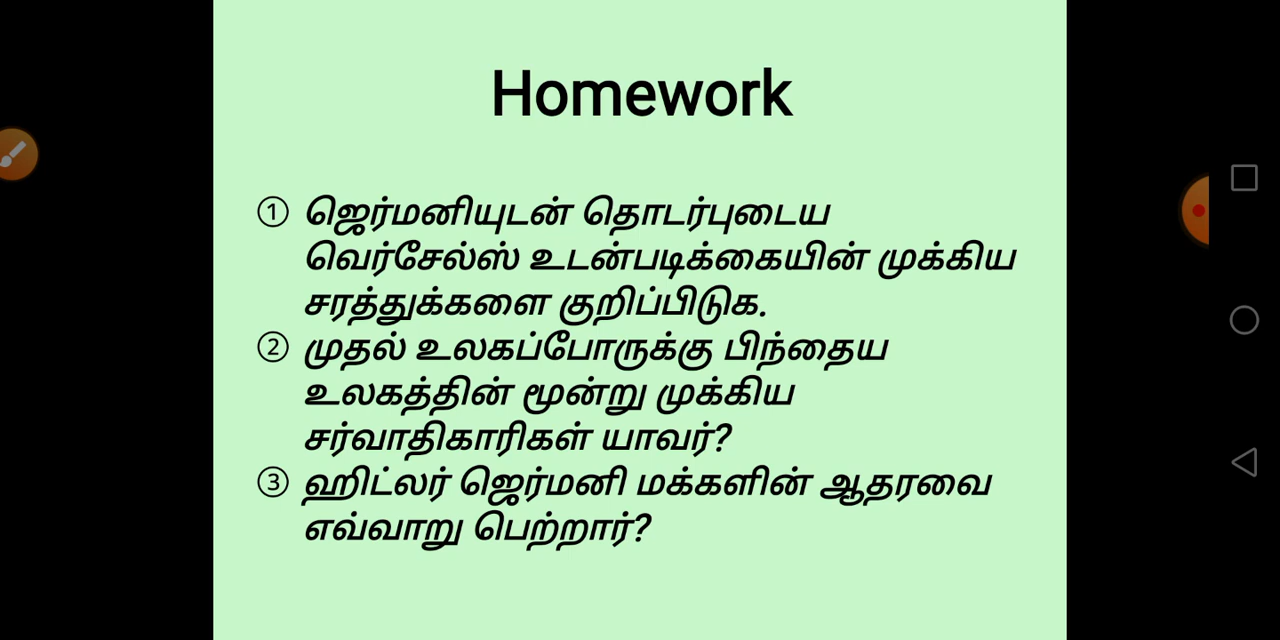 Homework
① ஜெர்மனியுடன் தொடர்புடைய
வெர்சேல்ஸ் உடன்படிக்கையின் முக்கிய
சரத்துக்களை குறிப்பிடுக.
② முதல் உலகப்போருக்கு பிந்தைய
உலகத்தின் மூன்று முக்கிய
சர்வாதிகாரிகள் யாவர்?
③ ஹிட்லர் ஜெர்மனி மக்களின் ஆதரவை
எவ்வாறு பெற்றார்?